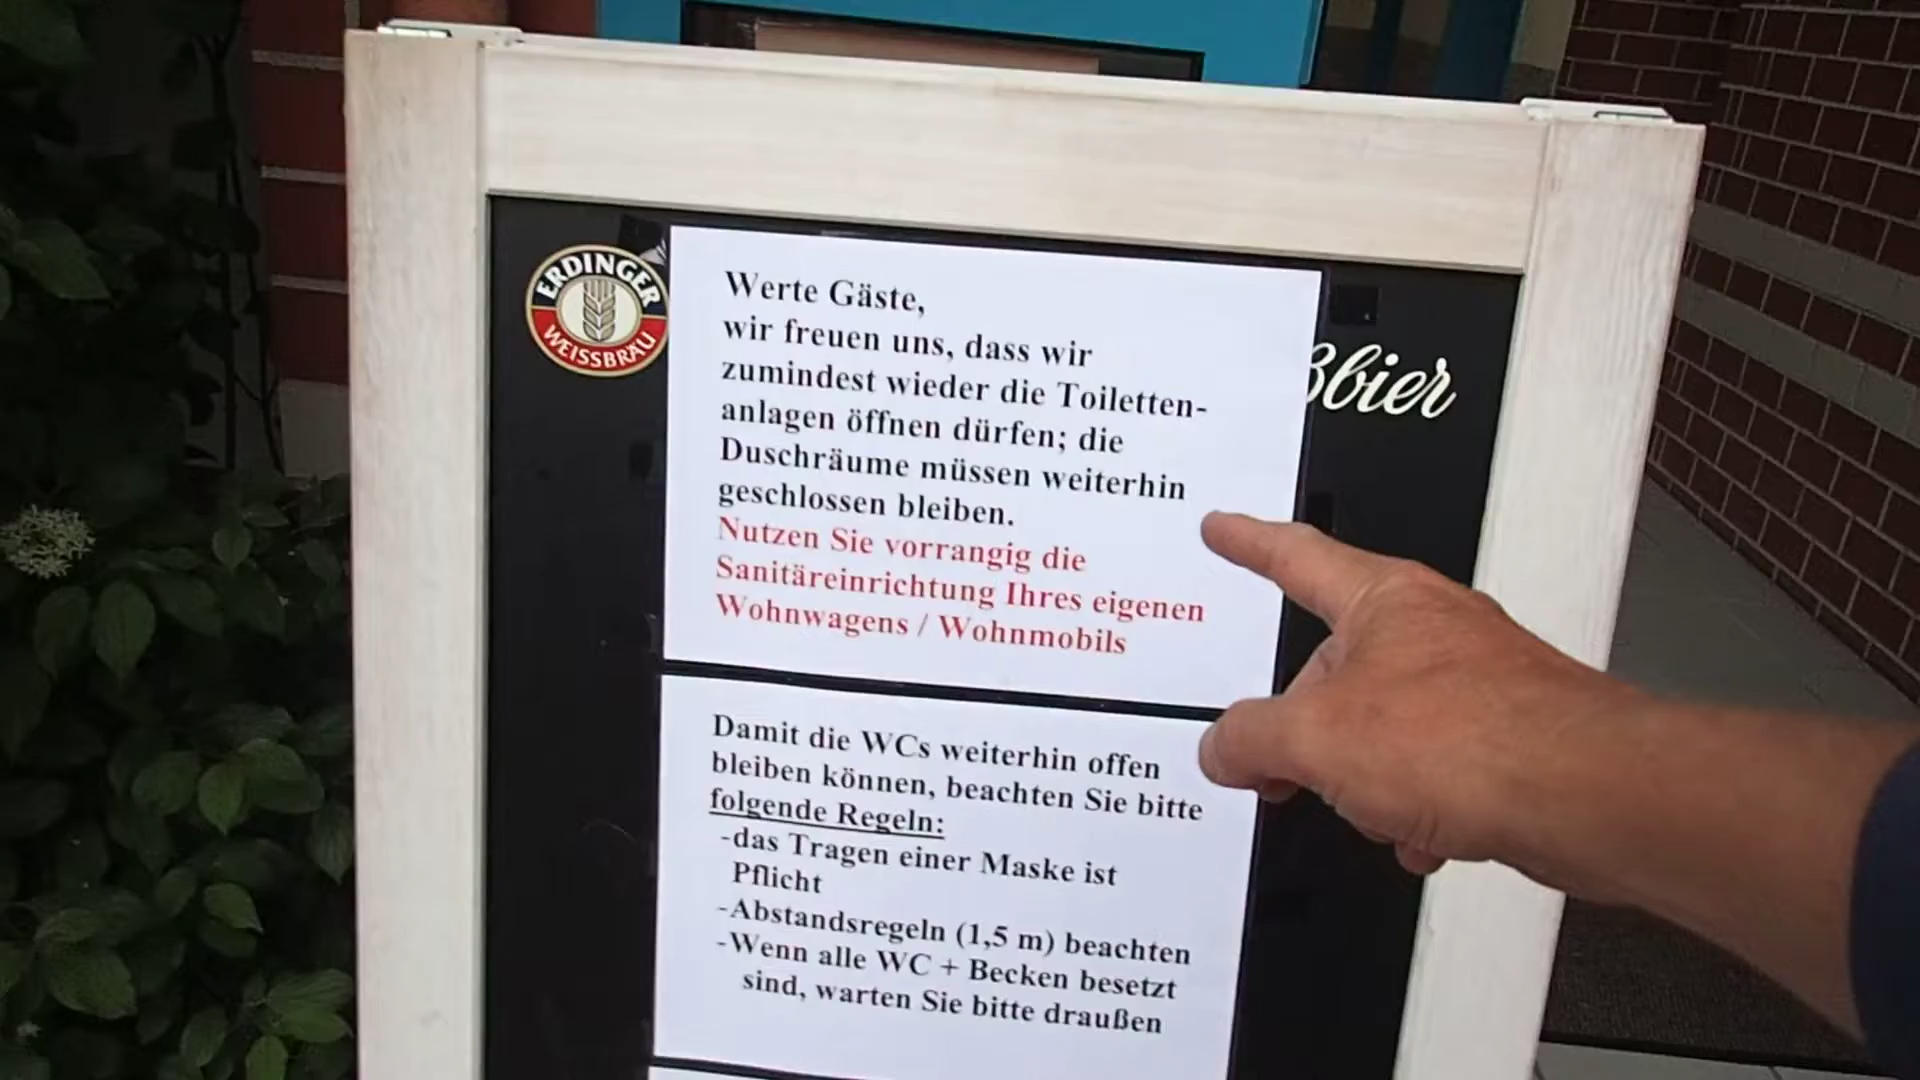 ERDINGER
WEISSBRÄU
ßbier
Werte Gäste,
wir freuen uns, dass wir
zumindest wieder die Toiletten-
anlagen öffnen dürfen; die
Duschräume müssen weiterhin
geschlossen bleiben.
Nutzen Sie vorrangig die
Sanitäreinrichtung Ihres eigenen
Wohnwagens / Wohnmobils
Damit die WCs weiterhin offen
bleiben können, beachten Sie bitte
folgende Regeln:
-das Tragen einer Maske ist
Pflicht
-Abstandsregeln (1,5 m) beachten
-Wenn alle WC + Becken besetzt
sind, warten Sie bitte draußen